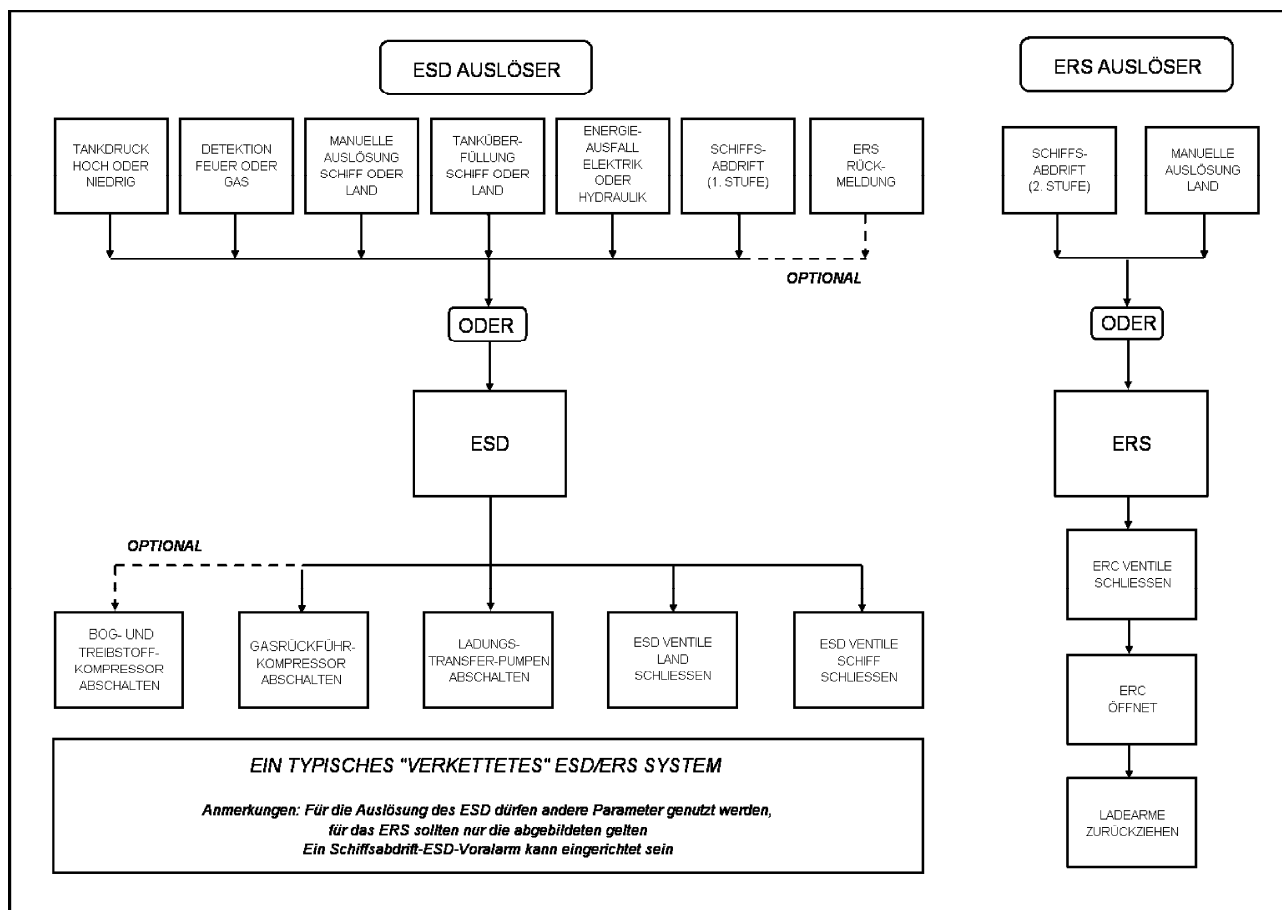 ESD AUSLÖSER
TANKDRUCK
HOCH ODER
NIEDRIG
DETEKTION
FEUER ODER
GAS
MANUELLE
AUSLÖSUNG
SCHIFF ODER
LAND
TANKÜBER-
FÜLLUNG
SCHIFF ODER
LAND
ENERGIE-
AUSFALL
ELEKTRIK
ODER
HYDRAULIK
SCHIFFS-
ABDRIFT
(1. STUFE)
ERS
RÜCK-
MELDUNG
OPTIONAL
ODER
ESD
OPTIONAL
BOG- UND
TREIBSTOFF-
KOMPRESSOR
ABSCHALTEN
GASRÜCKFÜHR-
KOMPRESSOR
ABSCHALTEN
LADUNGS-
TRANSFER-PUMPEN
ABSCHALTEN
ESD VENTILE
LAND
SCHLIESSEN
ESD VENTILE
SCHIFF
SCHLIESSEN
EIN TYPISCHES "VERKETTETES" ESD/ERS SYSTEM
Anmerkungen: Für die Auslösung des ESD dürfen andere Parameter genutzt werden,
für das ERS sollten nur die abgebildeten gelten
Ein Schiffsabdrift-ESD-Voralarm kann eingerichtet sein
ERS AUSLÖSER
SCHIFFS-
ABDRIFT
(2. STUFE)
MANUELLE
AUSLÖSUNG
LAND
ODER
ERS
ERC VENTILE
SCHLIESSEN
ERC
ÖFFNET
LADEARME
ZURÜCKZIEHEN